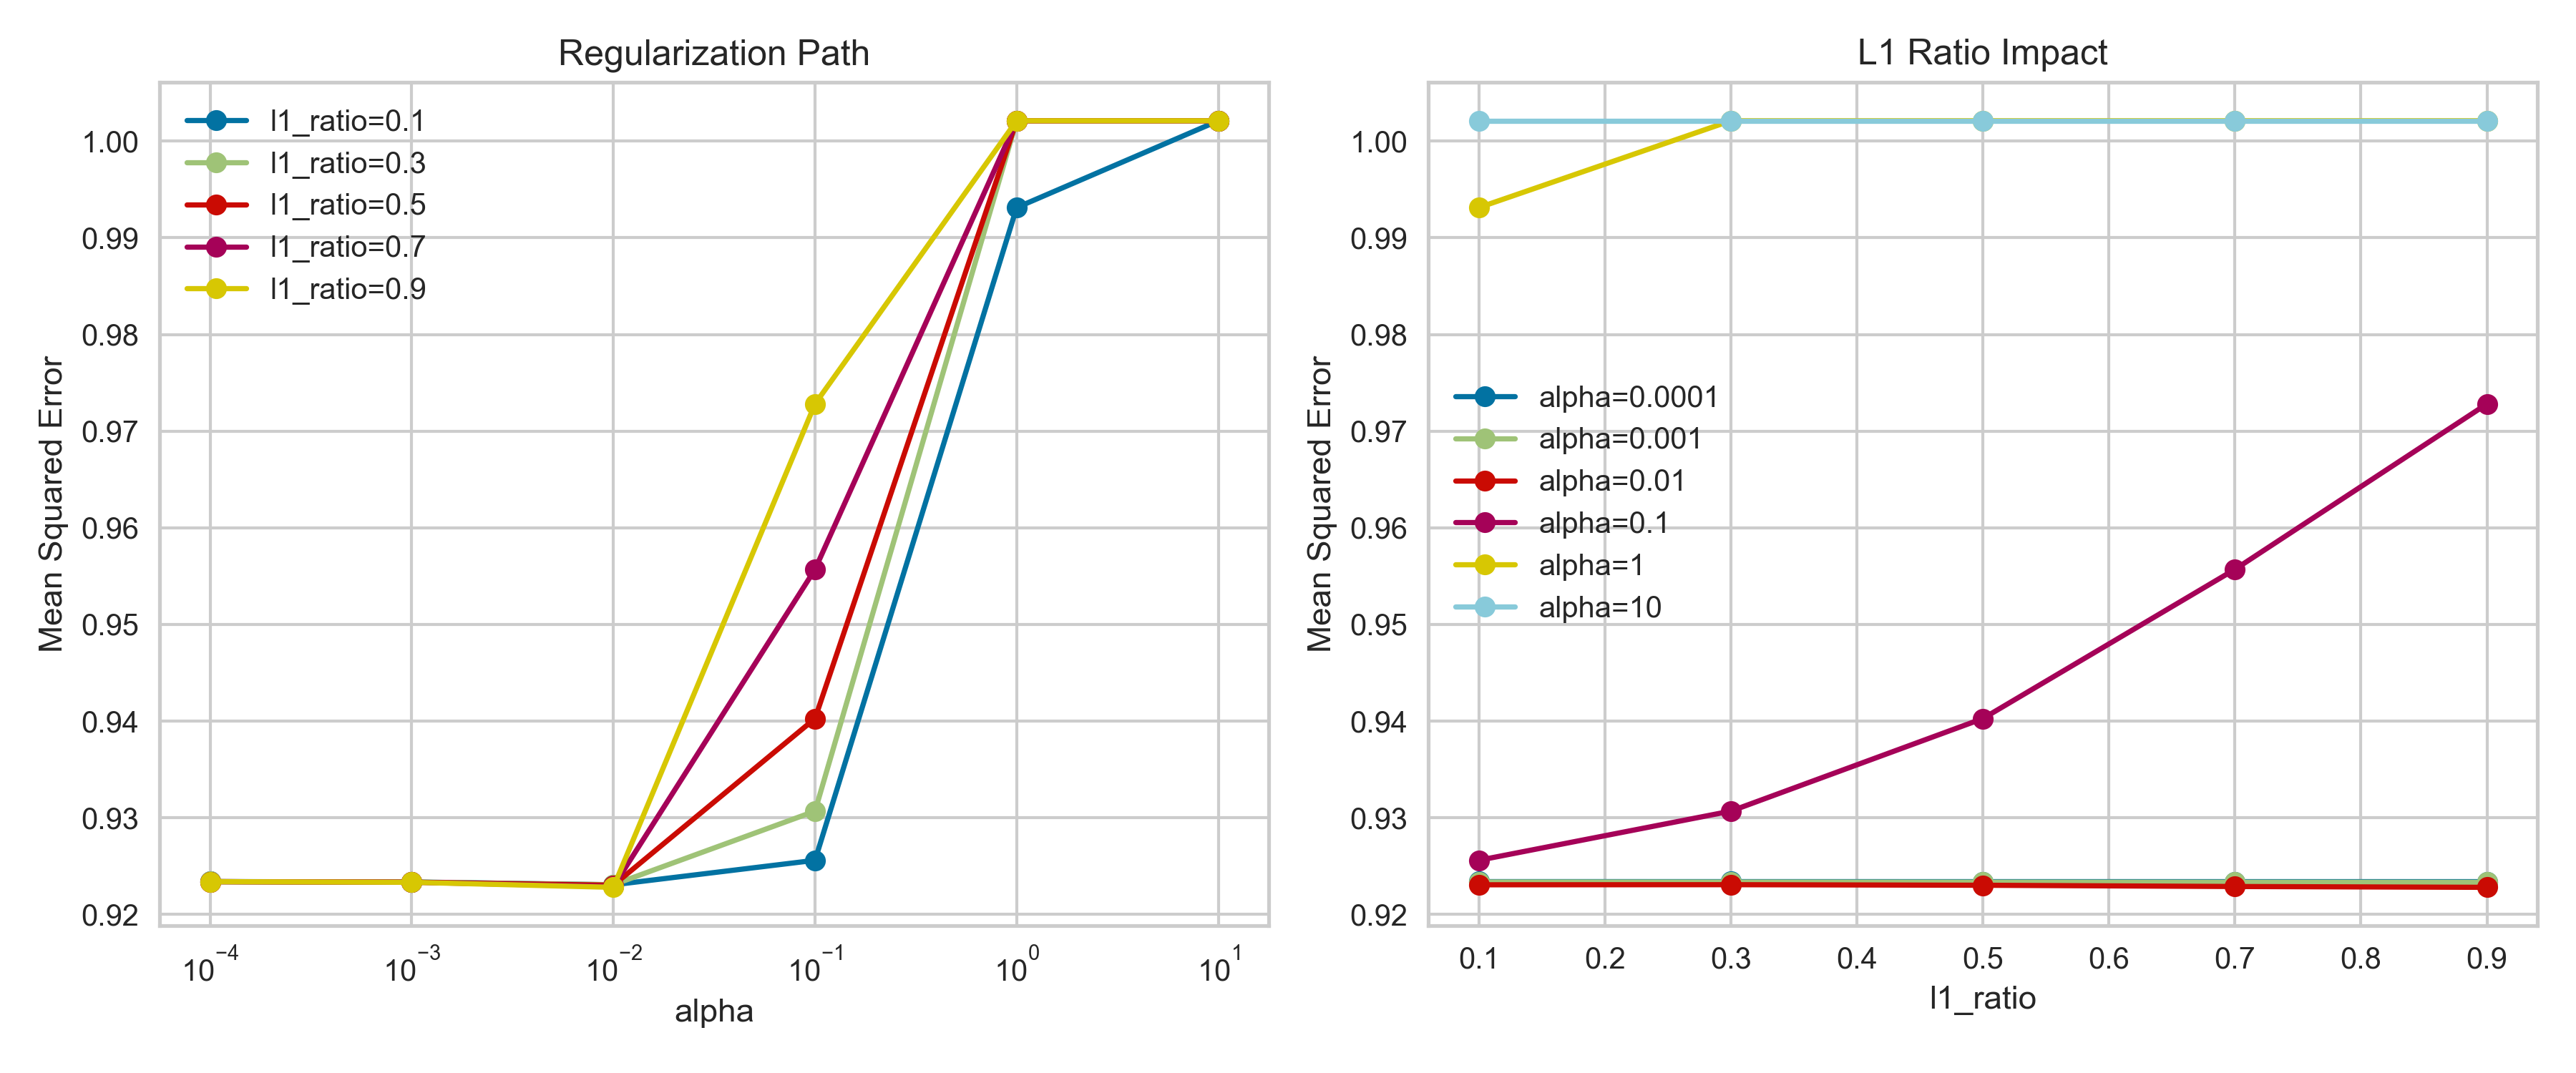 Regularization Path
l1_ratio=0.1
l1_ratio=0.3
l1_ratio=0.5
l1_ratio=0.7
l1_ratio=0.9
1.00
0.99
0.98
0.97
0.96
0.95
0.94
0.93
0.92
Mean Squared Error
10⁻⁴ 10⁻³ 10⁻² 10⁻¹ 10⁰ 10¹
alpha
L1 Ratio Impact
1.00
0.99
0.98
0.97
0.96
0.95
0.94
0.93
0.92
Mean Squared Error
alpha=0.0001
alpha=0.001
alpha=0.01
alpha=0.1
alpha=1
alpha=10
0.1 0.2 0.3 0.4 0.5 0.6 0.7 0.8 0.9
l1_ratio